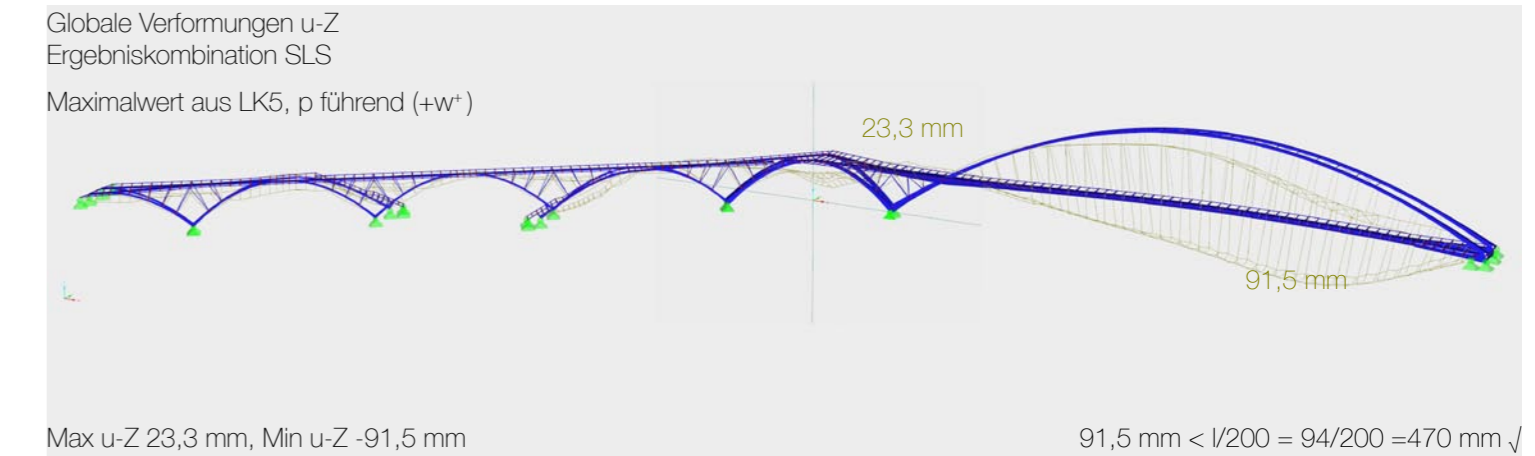 Globale Verformungen u-Z
Ergebniskombination SLS
Maximalwert aus LK5, p führend (+w⁺)
23,3 mm
91,5 mm
Max u-Z 23,3 mm, Min u-Z -91,5 mm
91,5 mm < l/200 = 94/200 =470 mm √